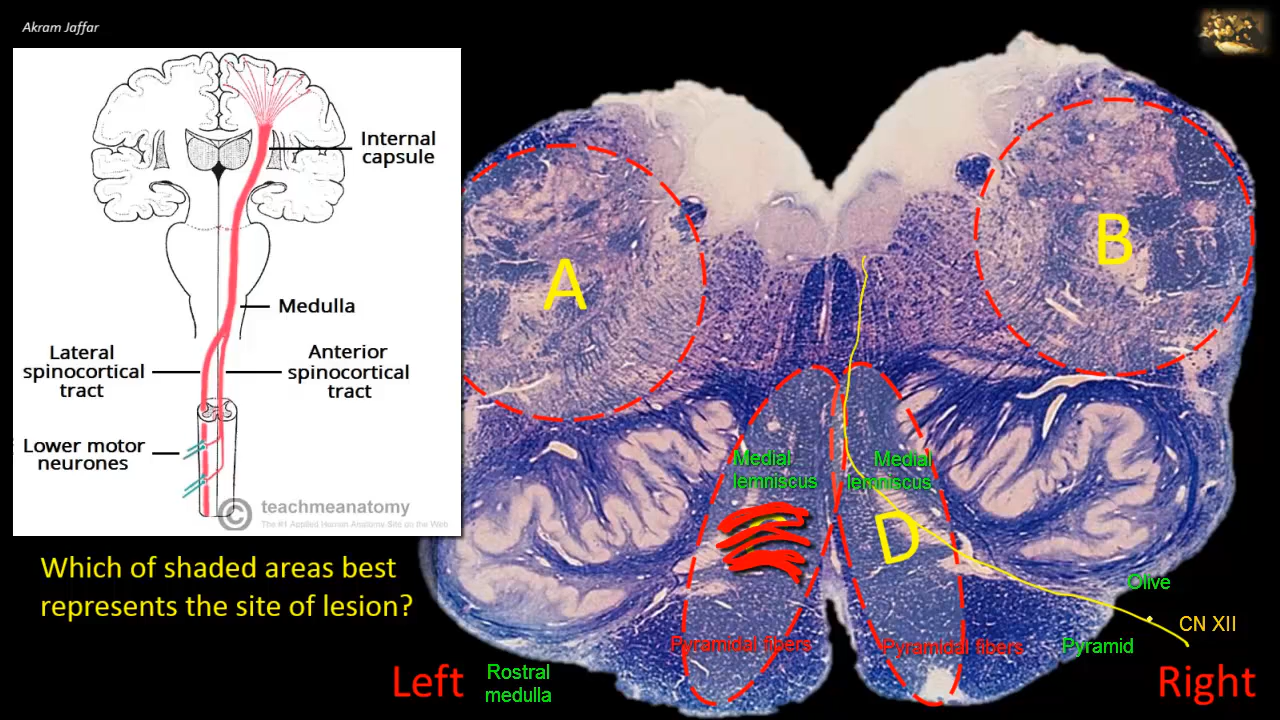 Akram Jaffar
Internal
capsule
Medulla
Lateral
spinocortical
tract
Anterior
spinocortical
tract
Lower motor
neurones
© teachmeanatomy
The #1 Applied Human Anatomy Site on the Web
Which of shaded areas best
represents the site of lesion?
A
B
Medial
lemniscus
Medial
lemniscus
D
Olive
CN XII
Pyramidal fibers
Pyramidal fibers
Pyramid
Left
Rostral
medulla
Right